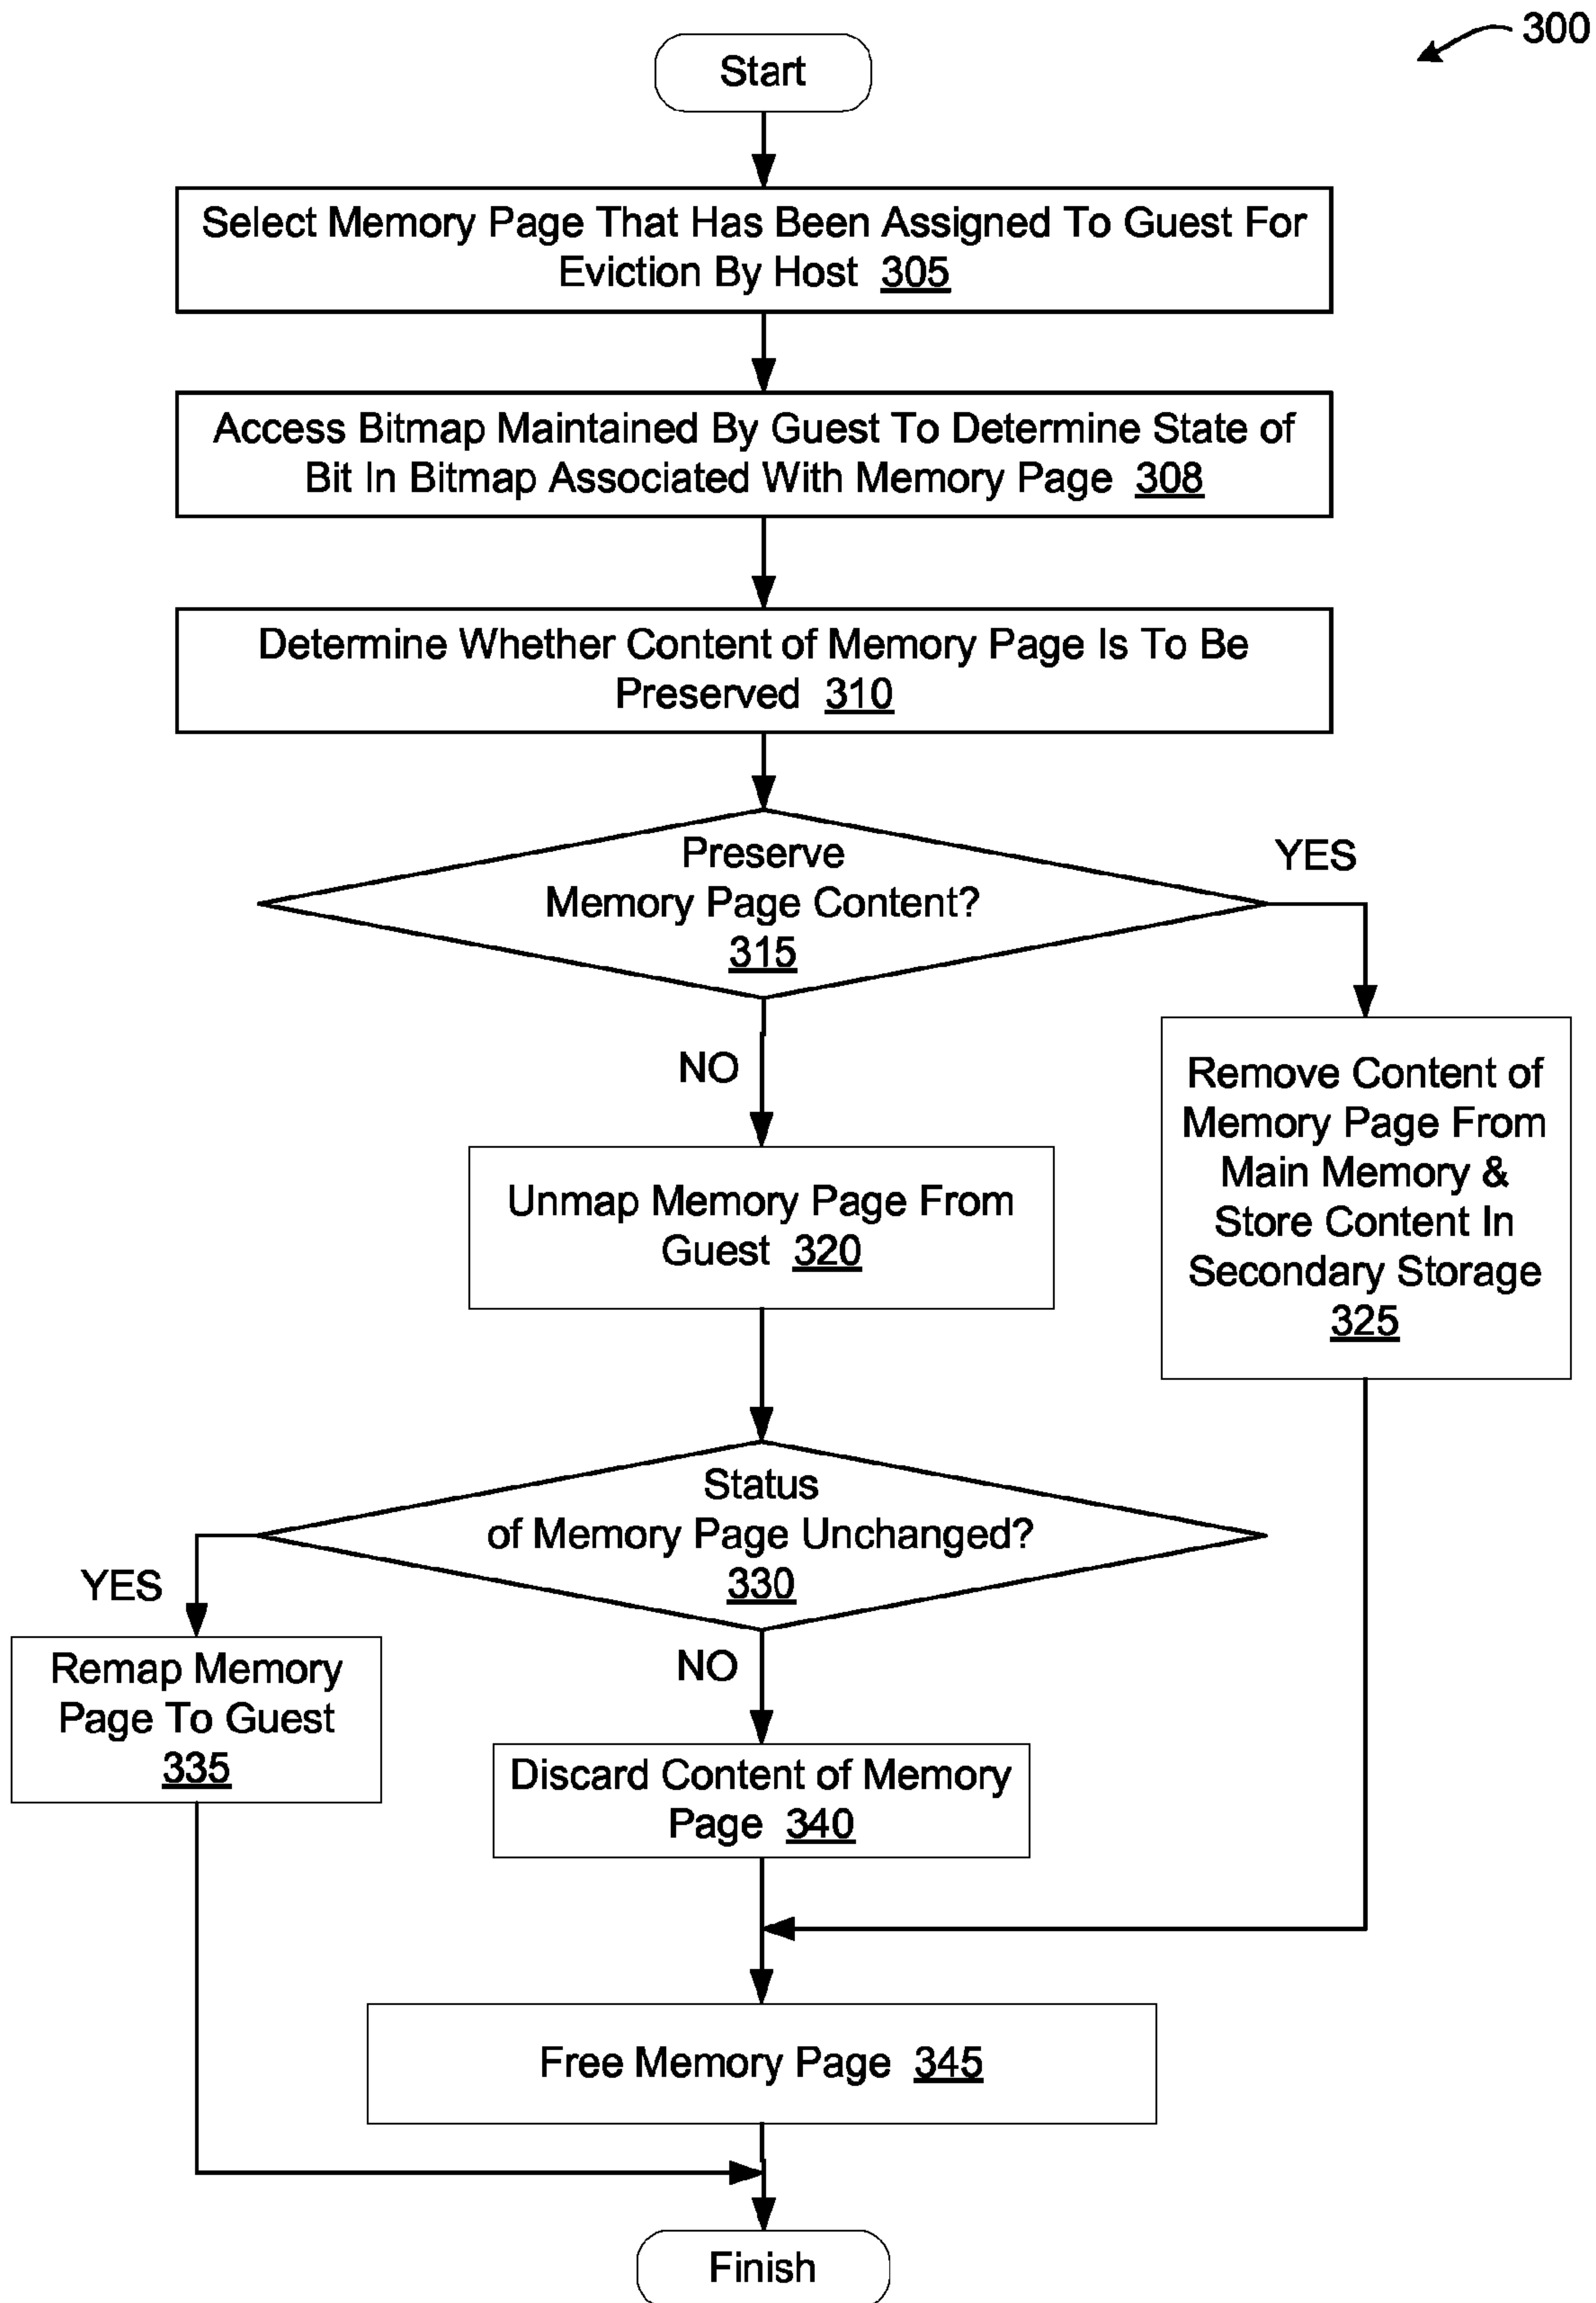 300
Start
Select Memory Page That Has Been Assigned To Guest For
Eviction By Host 305
Access Bitmap Maintained By Guest To Determine State of
Bit In Bitmap Associated With Memory Page 308
Determine Whether Content of Memory Page Is To Be
Preserved 310
Preserve
Memory Page Content?
315
YES
NO
Remove Content of
Memory Page From
Main Memory &
Store Content In
Secondary Storage
325
Unmap Memory Page From
Guest 320
Status
of Memory Page Unchanged?
330
YES
NO
Remap Memory
Page To Guest
335
Discard Content of Memory
Page 340
Free Memory Page 345
Finish